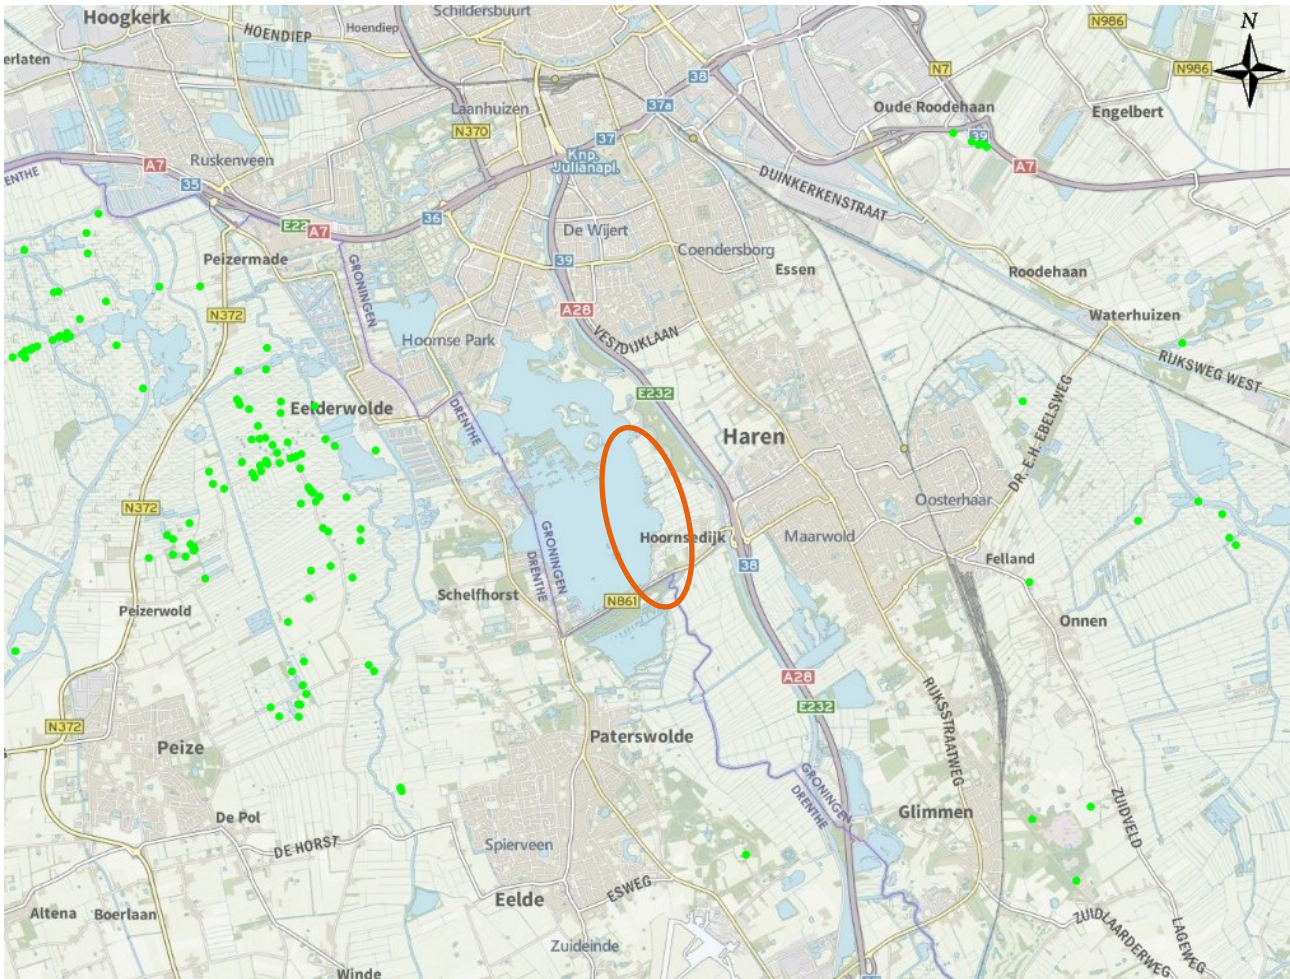 Hoogkerk
HOENDIEP
Schildersbuurt
Hoendiep
N986
N
erlaten
38
N7
N986
37a
Oude Roodehaan
Engelbert
Laanhuizen
N370
37
39
Ruskenveen
A7
Knp.
Julianapl.
A7
35
DUINKERKENSTRAAT
36
E22
A7
De Wijert
Peizermade
39
Coendersborg
Essen
Roodehaan
GRONINGEN
A28
N372
VESTDIJKLAAN
Waterhuizen
Hoornse Park
RIJKSWEG WEST
E232
DRENTHE
Eelderwolde
Haren
DR. E.H. EBELSWEG
N372
Oosterhaar
Hoornsedijk
Maarwold
GRONINGEN
DRENTHE
38
Felland
Schelfhorst
N861
Peizerwold
Onnen
A28
RIJKSSTRAATWEG
E232
N372
Peize
Paterswolde
GRONINGEN
DRENTHE
De Pol
Glimmen
ZUIDVELD
DE HORST
Spierveen
ESWEG
Eelde
Altena
Boerlaan
ZUIDLAARDERWEG
LAGEWEG
Zuideinde
Winde